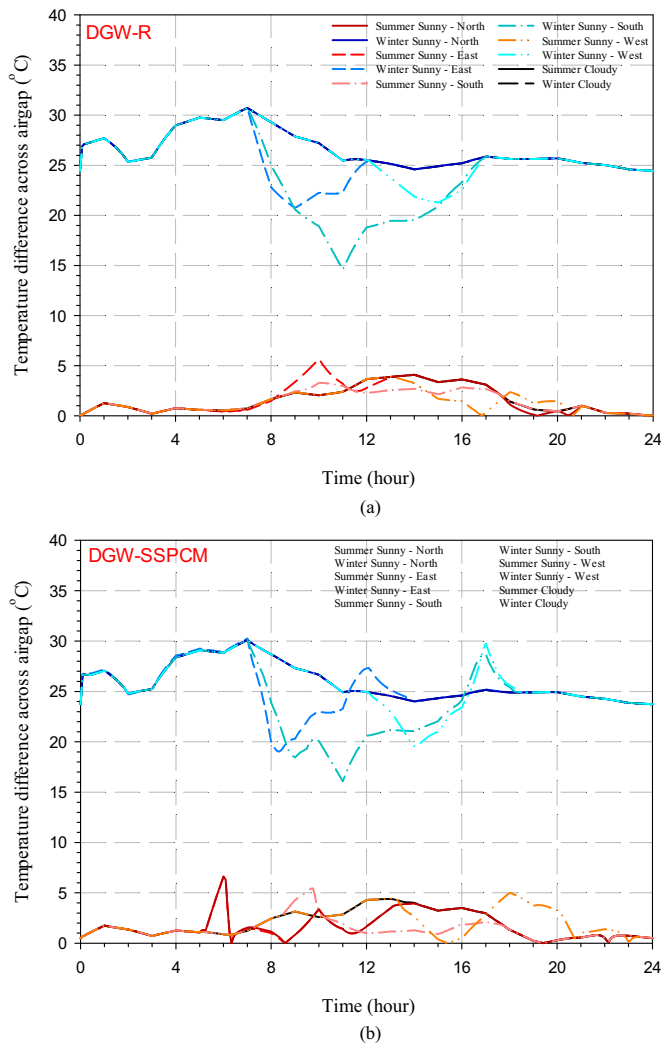 DGW-R
Summer Sunny - North
Winter Sunny - North
Summer Sunny - East
Winter Sunny - East
Summer Sunny - South
Winter Sunny - South
Summer Sunny - West
Winter Sunny - West
Summer Cloudy
Winter Cloudy
Temperature difference across airgap (°C)
40
35
30
25
20
15
10
5
0
0 4 8 12 16 20 24
Time (hour)
(a)
DGW-SSPCM
Summer Sunny - North
Winter Sunny - North
Summer Sunny - East
Winter Sunny - East
Summer Sunny - South
Winter Sunny - South
Summer Sunny - West
Winter Sunny - West
Summer Cloudy
Winter Cloudy
Temperature difference across airgap (°C)
40
35
30
25
20
15
10
5
0
0 4 8 12 16 20 24
Time (hour)
(b)